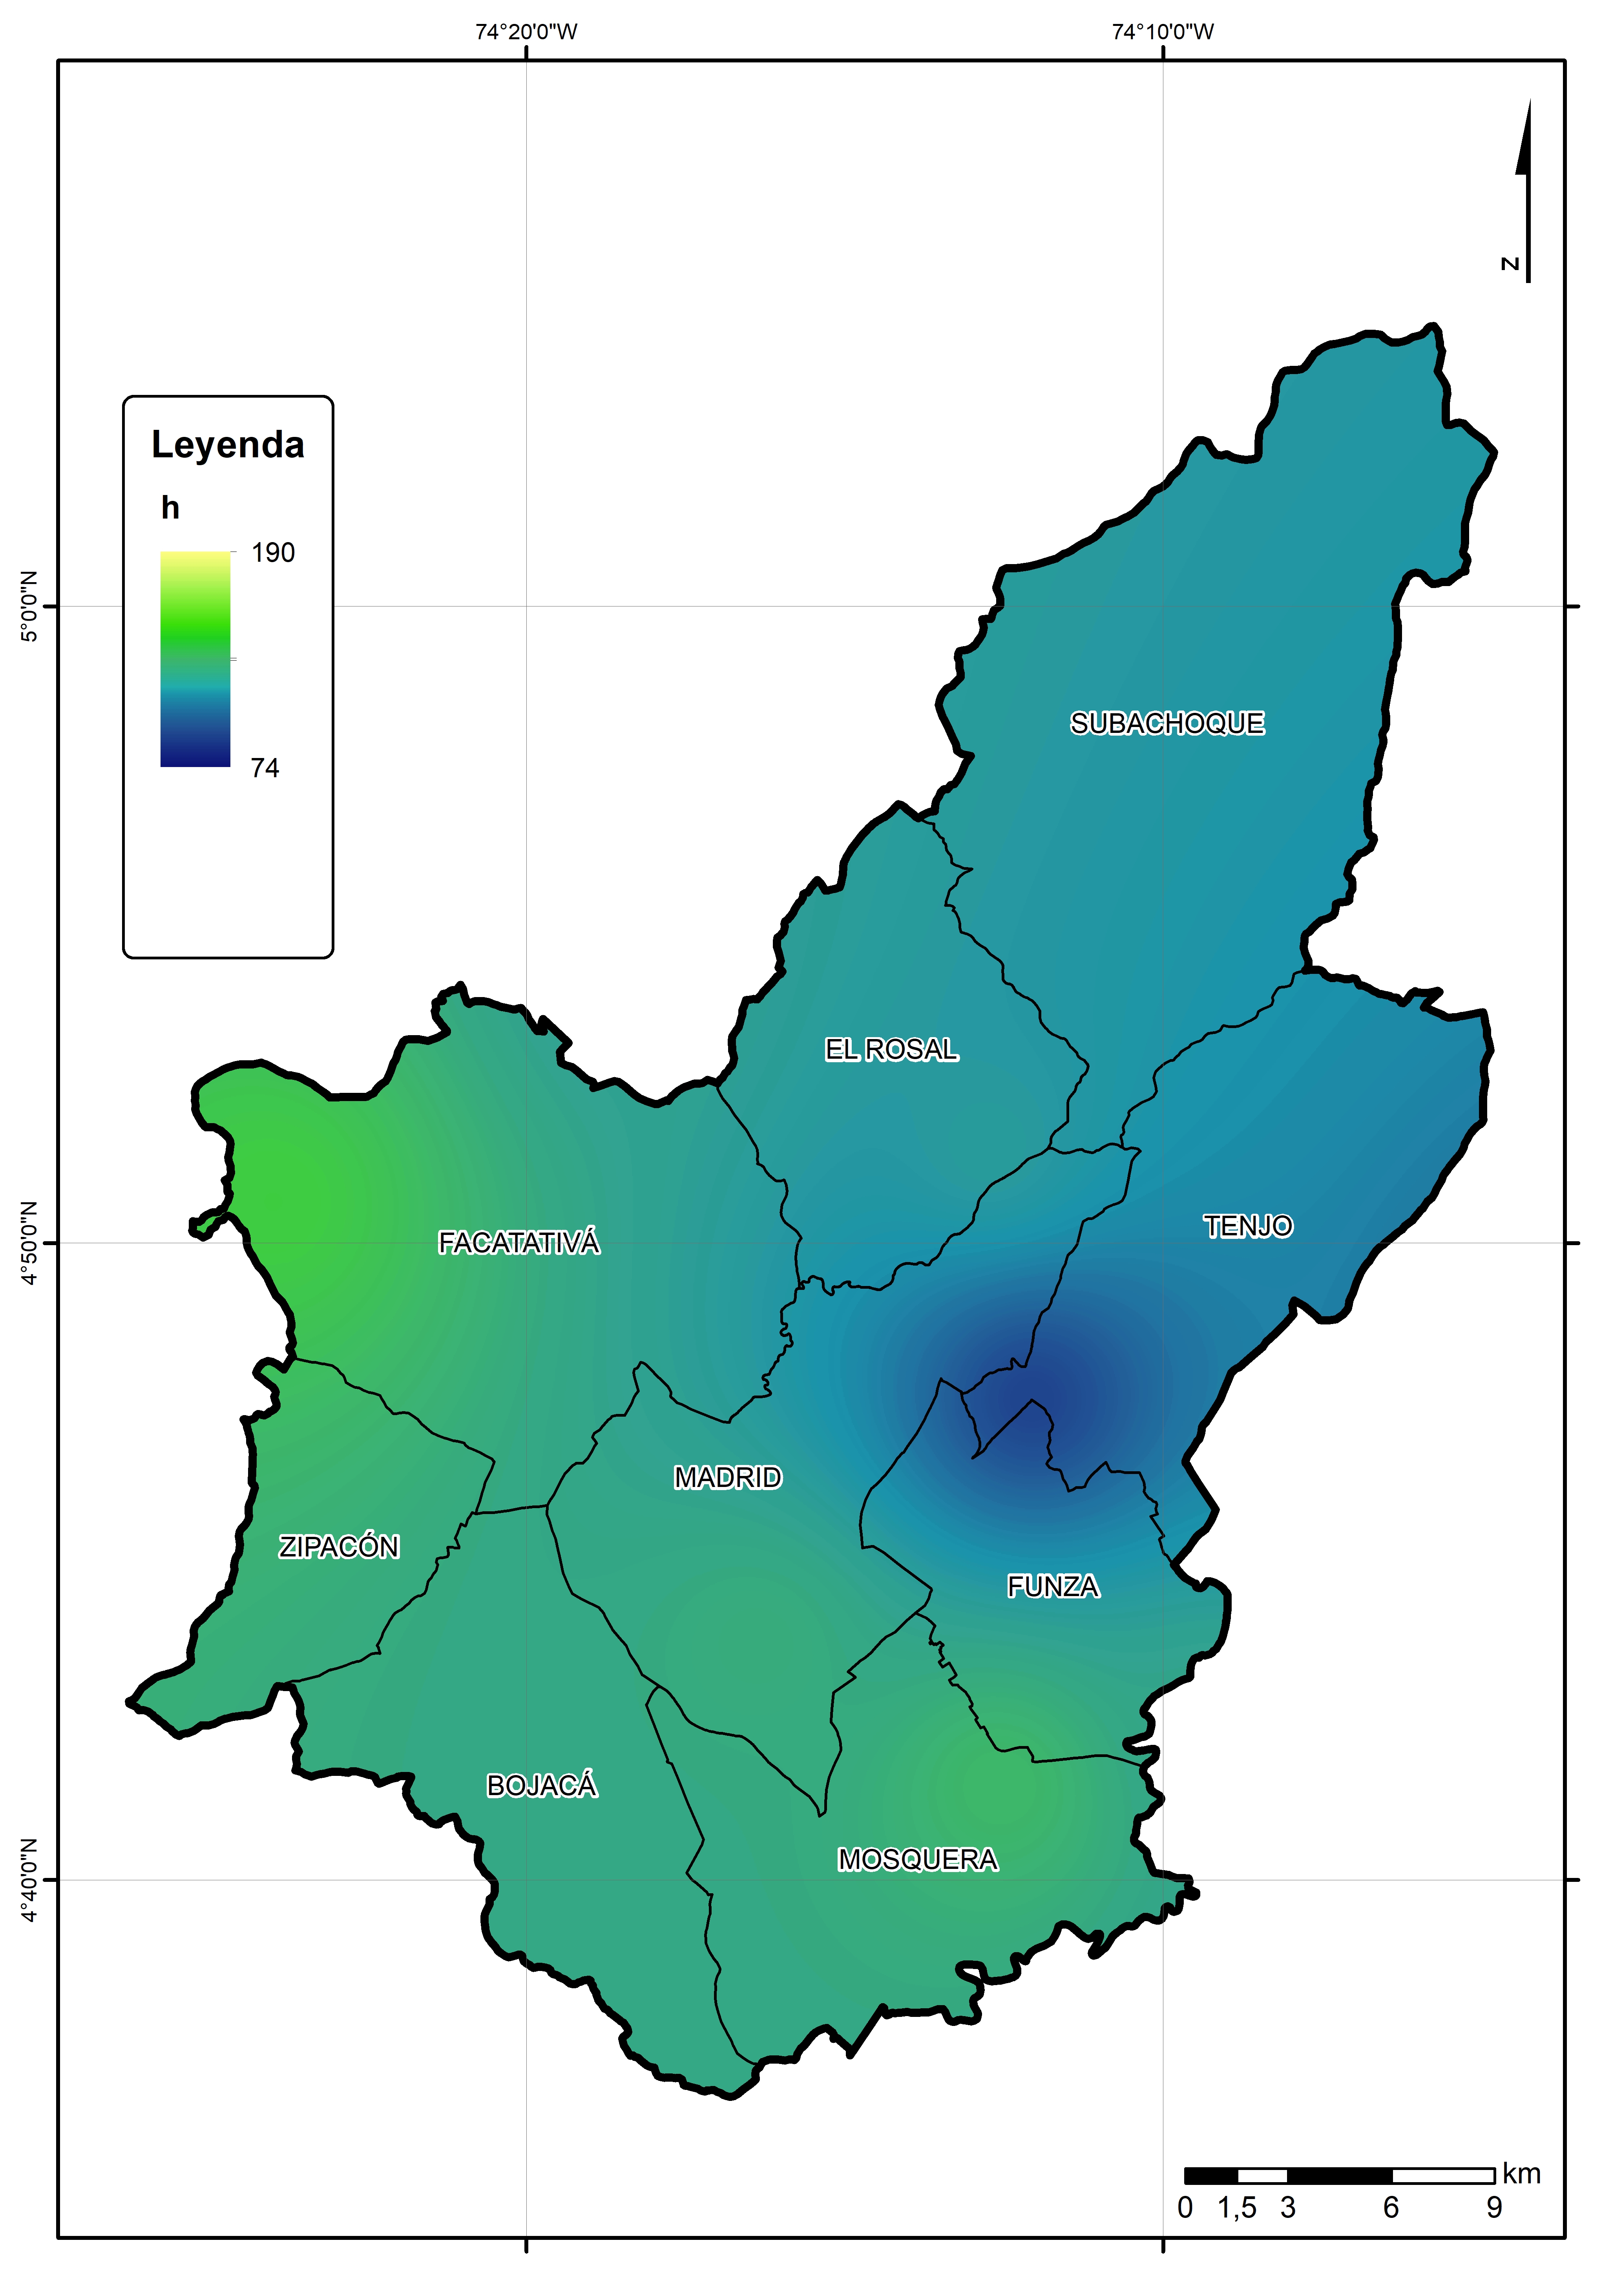 74°20'0"W
74°10'0"W
N
Leyenda
h
190
74
5°0'0"N
SUBACHOQUE
EL ROSAL
4°50'0"N
FACATATIVÁ
TENJO
MADRID
ZIPACÓN
FUNZA
BOJACÁ
MOSQUERA
4°40'0"N
km
0 1,5 3 6 9